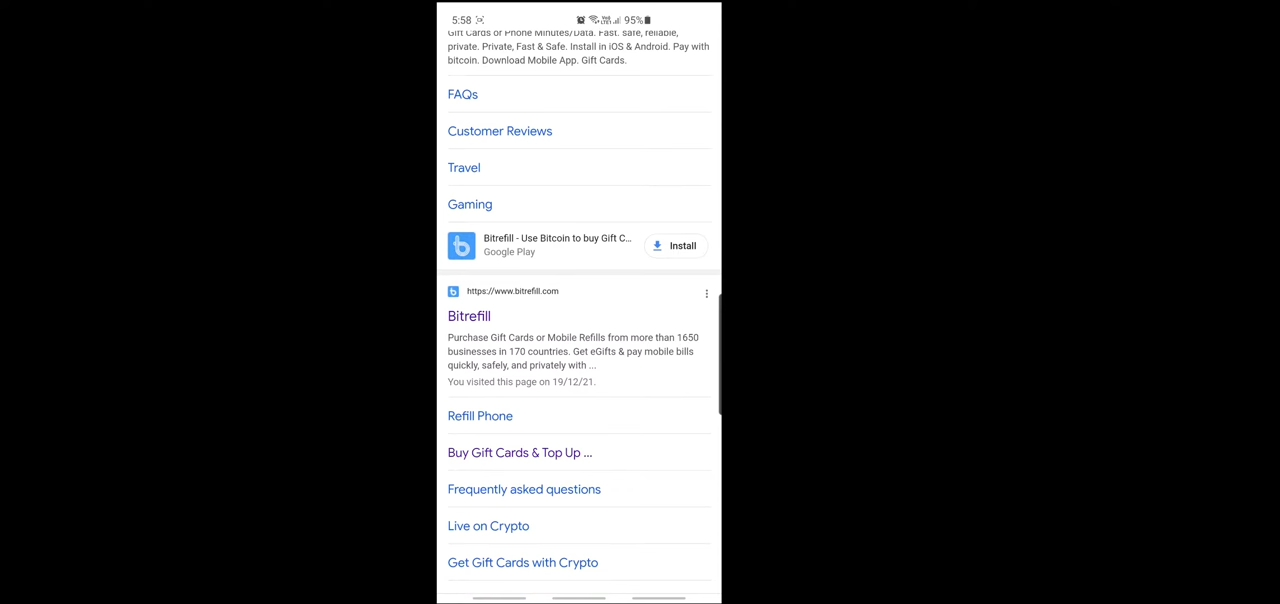 5:58 95%
Gift Cards or Phone Minutes/Data. Fast. safe, reliable,
private. Private, Fast & Safe. Install in iOS & Android. Pay with
bitcoin. Download Mobile App. Gift Cards.
FAQs
Customer Reviews
Travel
Gaming
Bitrefill - Use Bitcoin to buy Gift C...
Google Play
Install
https://www.bitrefill.com
Bitrefill
Purchase Gift Cards or Mobile Refills from more than 1650
businesses in 170 countries. Get eGifts & pay mobile bills
quickly, safely, and privately with ...
You visited this page on 19/12/21.
Refill Phone
Buy Gift Cards & Top Up ...
Frequently asked questions
Live on Crypto
Get Gift Cards with Crypto